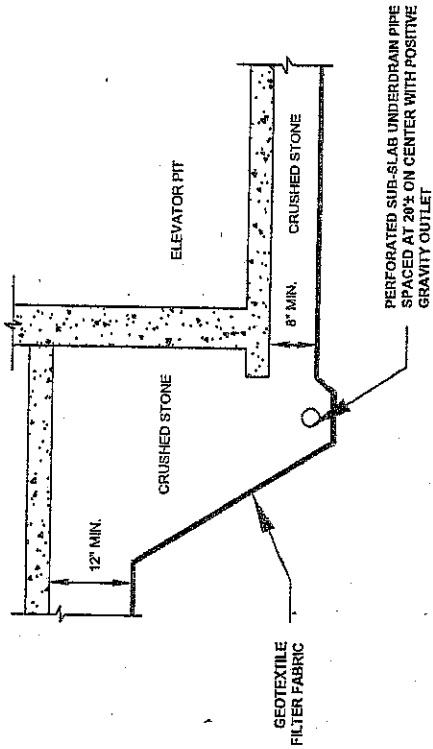 ELEVATOR PIT
CRUSHED STONE
12" MIN.
CRUSHED STONE
8" MIN.
GEOTEXTILE
FILTER FABRIC
PERFORATED SUB-SLAB UNDERDRAIN PIPE
SPACED AT 20'± ON CENTER WITH POSITIVE
GRAVITY OUTLET